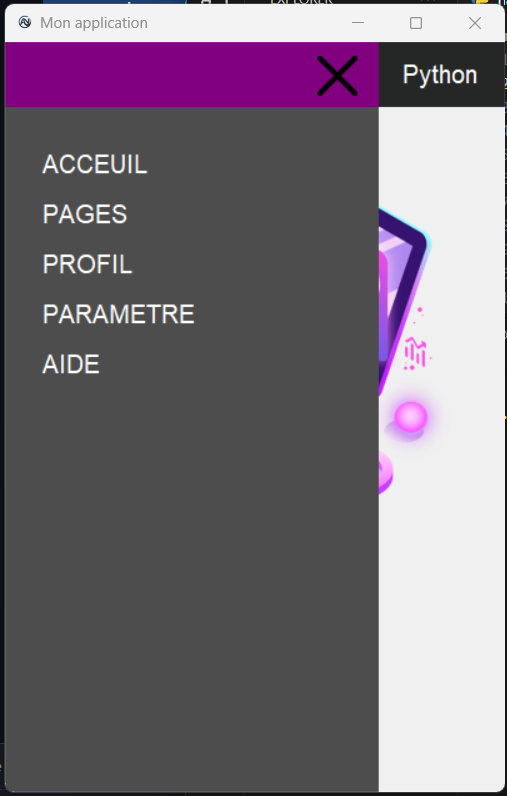 Mon application
Python
ACCEUIL
PAGES
PROFIL
PARAMETRE
AIDE